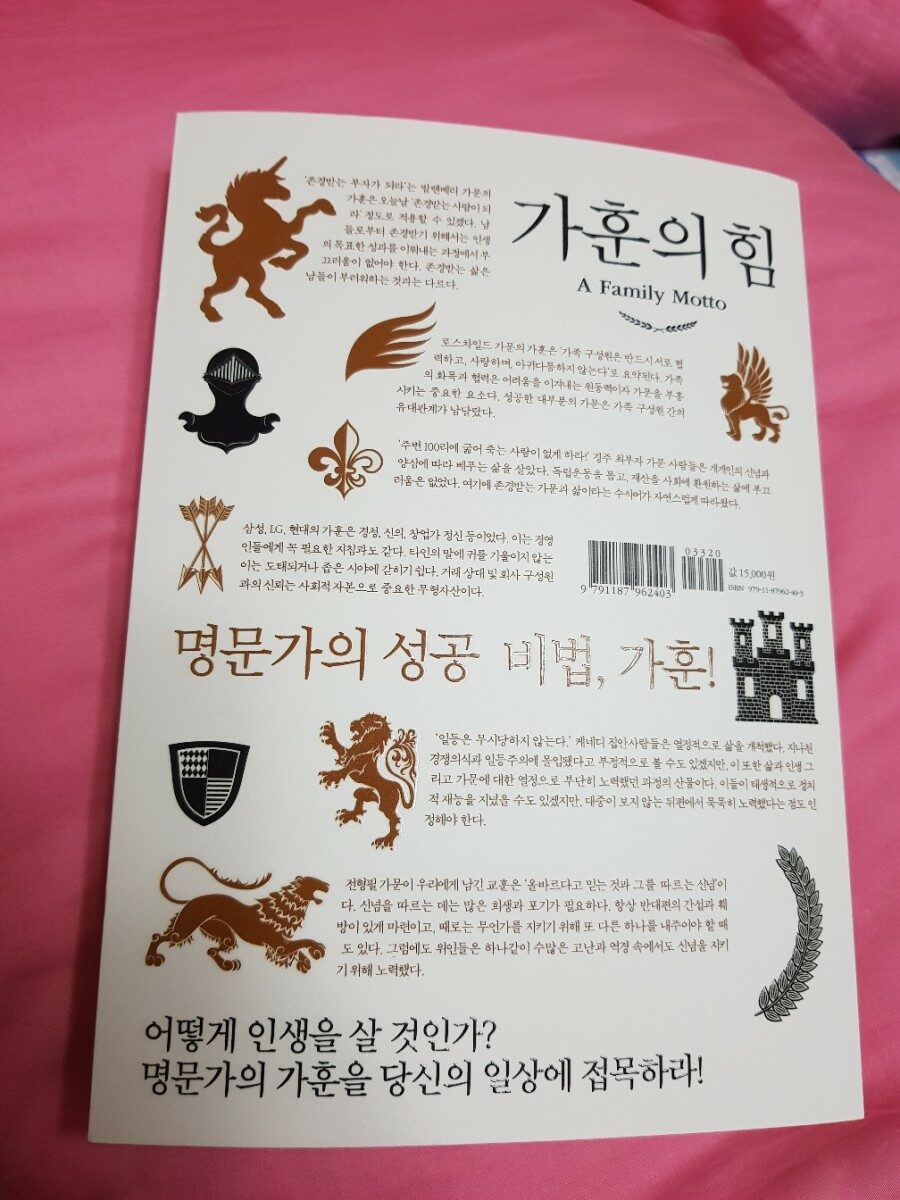 '존경받는 부자가 되라'는 발렌베리 가문의
가훈은 오늘날 '존경받는 사람이 되
라' 정도로 적용할 수 있겠다. 남
들로부터 존경받기 위해서는 인생
의 목표한 성과를 이뤄내는 과정에서 부
끄러움이 없어야 한다. 존경받는 삶은
남들이 부러워하는 것과는 다르다.
가훈의 힘
A Family Motto
로스차일드 가문의 가훈은 '가족 구성원은 반드시 서로 협
력하고, 사랑하며, 아귀다툼하지 않는다'로 요약된다. 가족
의 화목과 협력은 어려움을 이겨내는 원동력이자 가문을 부흥
시키는 중요한 요소다. 성공한 대부분의 가문은 가족 구성원 간의
유대관계가 남달랐다.
'주변 100리에 굶어 죽는 사람이 없게 하라!' 경주 최부자 가문 사람들은 개개인의 신념과
양심에 따라 베푸는 삶을 살았다. 독립운동을 돕고, 재산을 사회에 환원하는 삶에 부끄
러움은 없었다. 여기에 존경받는 가문과 삶이라는 수식어가 자연스럽게 따라왔다.
삼성, LG, 현대의 가훈은 경청, 신의, 창업가 정신 등이었다. 이는 경영
인들에게 꼭 필요한 지침과도 같다. 타인의 말에 귀를 기울이지 않는
이는 도태되거나 좁은 시야에 갇히기 쉽다. 거래 상대 및 회사 구성원
과의 신뢰는 사회적 자본으로 중요한 무형자산이다.
03320
값 15,000원
9 791187 962403
ISBN 979-11-87962-40-3
명문가의 성공 비법, 가훈!
'일등은 무시당하지 않는다.' 케네디 집안사람들은 열정적으로 삶을 개척했다. 지나친
경쟁의식과 일등주의에 몰입됐다고 부정적으로 볼 수도 있겠지만, 이 또한 삶과 인생 그
리고 가문에 대한 열정으로 부단히 노력했던 과정의 산물이다. 이들이 태생적으로 정치
적 재능을 지녔을 수도 있겠지만, 대중이 보지 않는 뒤편에서 묵묵히 노력했다는 점도 인
정해야 한다.
전형필 가문이 우리에게 남긴 교훈은 '올바르다고 믿는 것과 그를 따르는 신념'이
다. 신념을 따르는 데는 많은 희생과 포기가 필요하다. 항상 반대편의 간섭과 훼
방이 있게 마련이고, 때로는 무언가를 지키기 위해 또 다른 하나를 내주어야 할 때
도 있다. 그럼에도 위인들은 하나같이 수많은 고난과 역경 속에서도 신념을 지키
기 위해 노력했다.
어떻게 인생을 살 것인가?
명문가의 가훈을 당신의 일상에 접목하라!